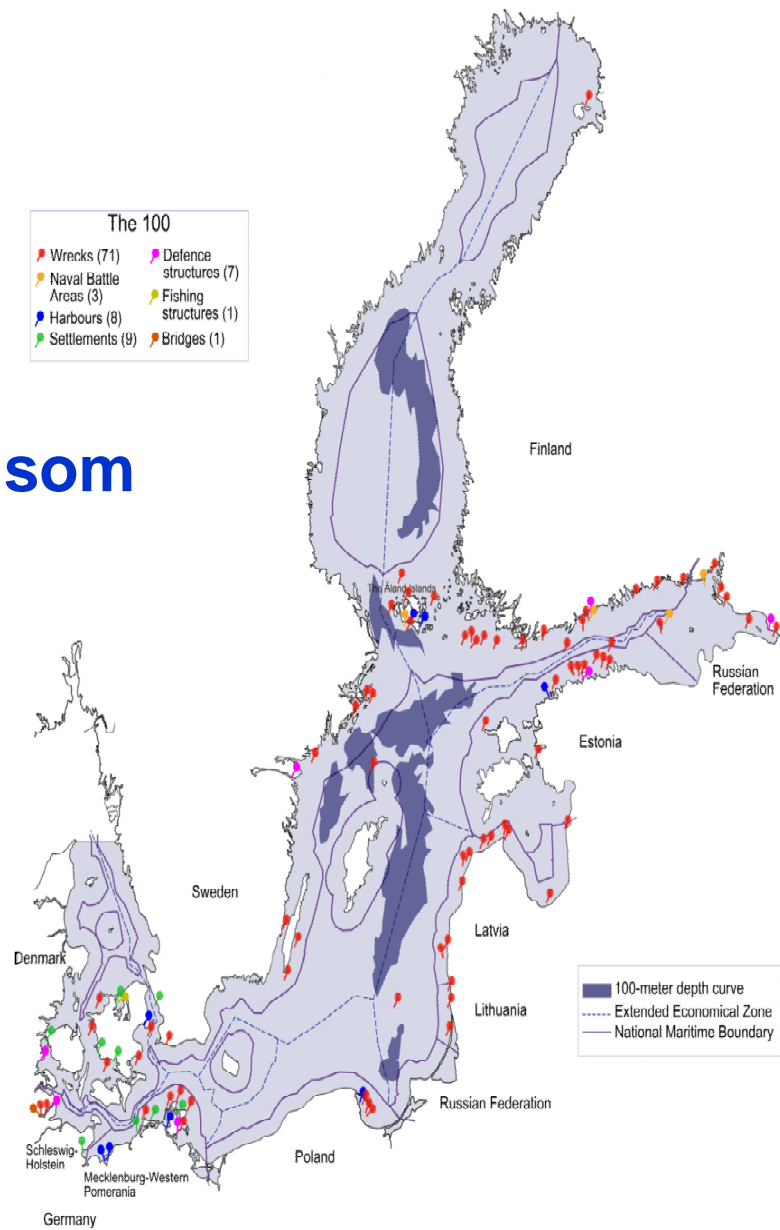 The 100
Wrecks (71)
Naval Battle
Areas (3)
Harbours (8)
Settlements (9)
Defence
structures (7)
Fishing
structures (1)
Bridges (1)
som
Finland
The Åland Islands
Russian
Federation
Estonia
Sweden
Latvia
Denmark
100-meter depth curve
Extended Economical Zone
National Maritime Boundary
Lithuania
Russian Federation
Poland
Schleswig-
Holstein
Mecklenburg-Western
Pomerania
Germany